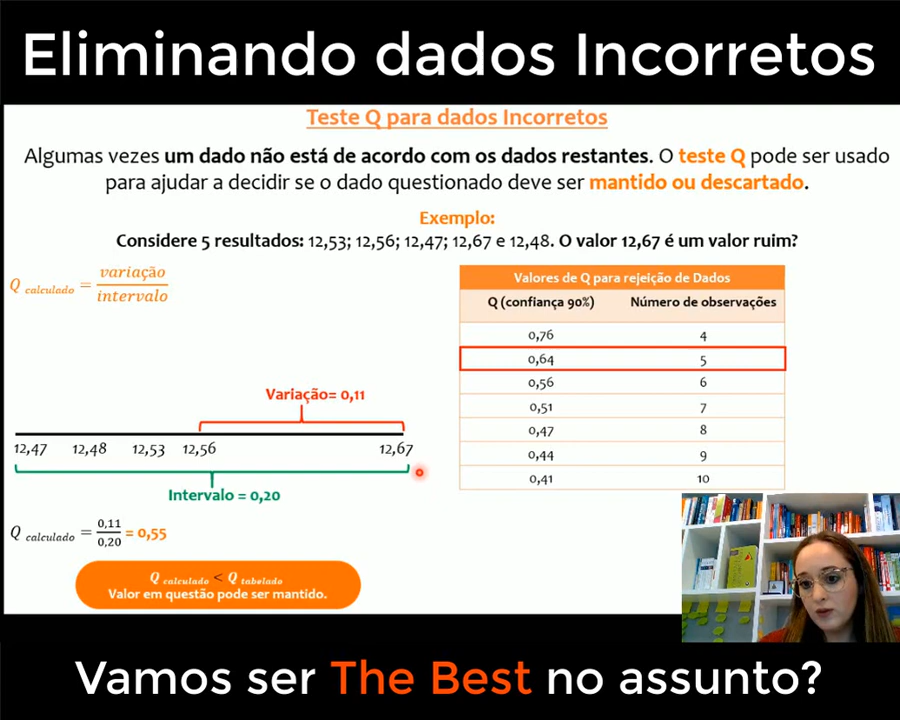 Eliminando dados Incorretos
Teste Q para dados Incorretos
Algumas vezes um dado não está de acordo com os dados restantes. O teste Q pode ser usado
para ajudar a decidir se o dado questionado deve ser mantido ou descartado.
Exemplo:
Considere 5 resultados: 12,53; 12,56; 12,47; 12,67 e 12,48. O valor 12,67 é um valor ruim?
Q calculado = variação / intervalo
Valores de Q para rejeição de Dados
Q (confiança 90%) Número de observações
0,76 4
0,64 5
0,56 6
0,51 7
0,47 8
0,44 9
0,41 10
Variação= 0,11
12,47 12,48 12,53 12,56 12,67
Intervalo = 0,20
Q calculado = 0,11 / 0,20 = 0,55
Q calculado < Q tabelado
Valor em questão pode ser mantido.
Vamos ser The Best no assunto?